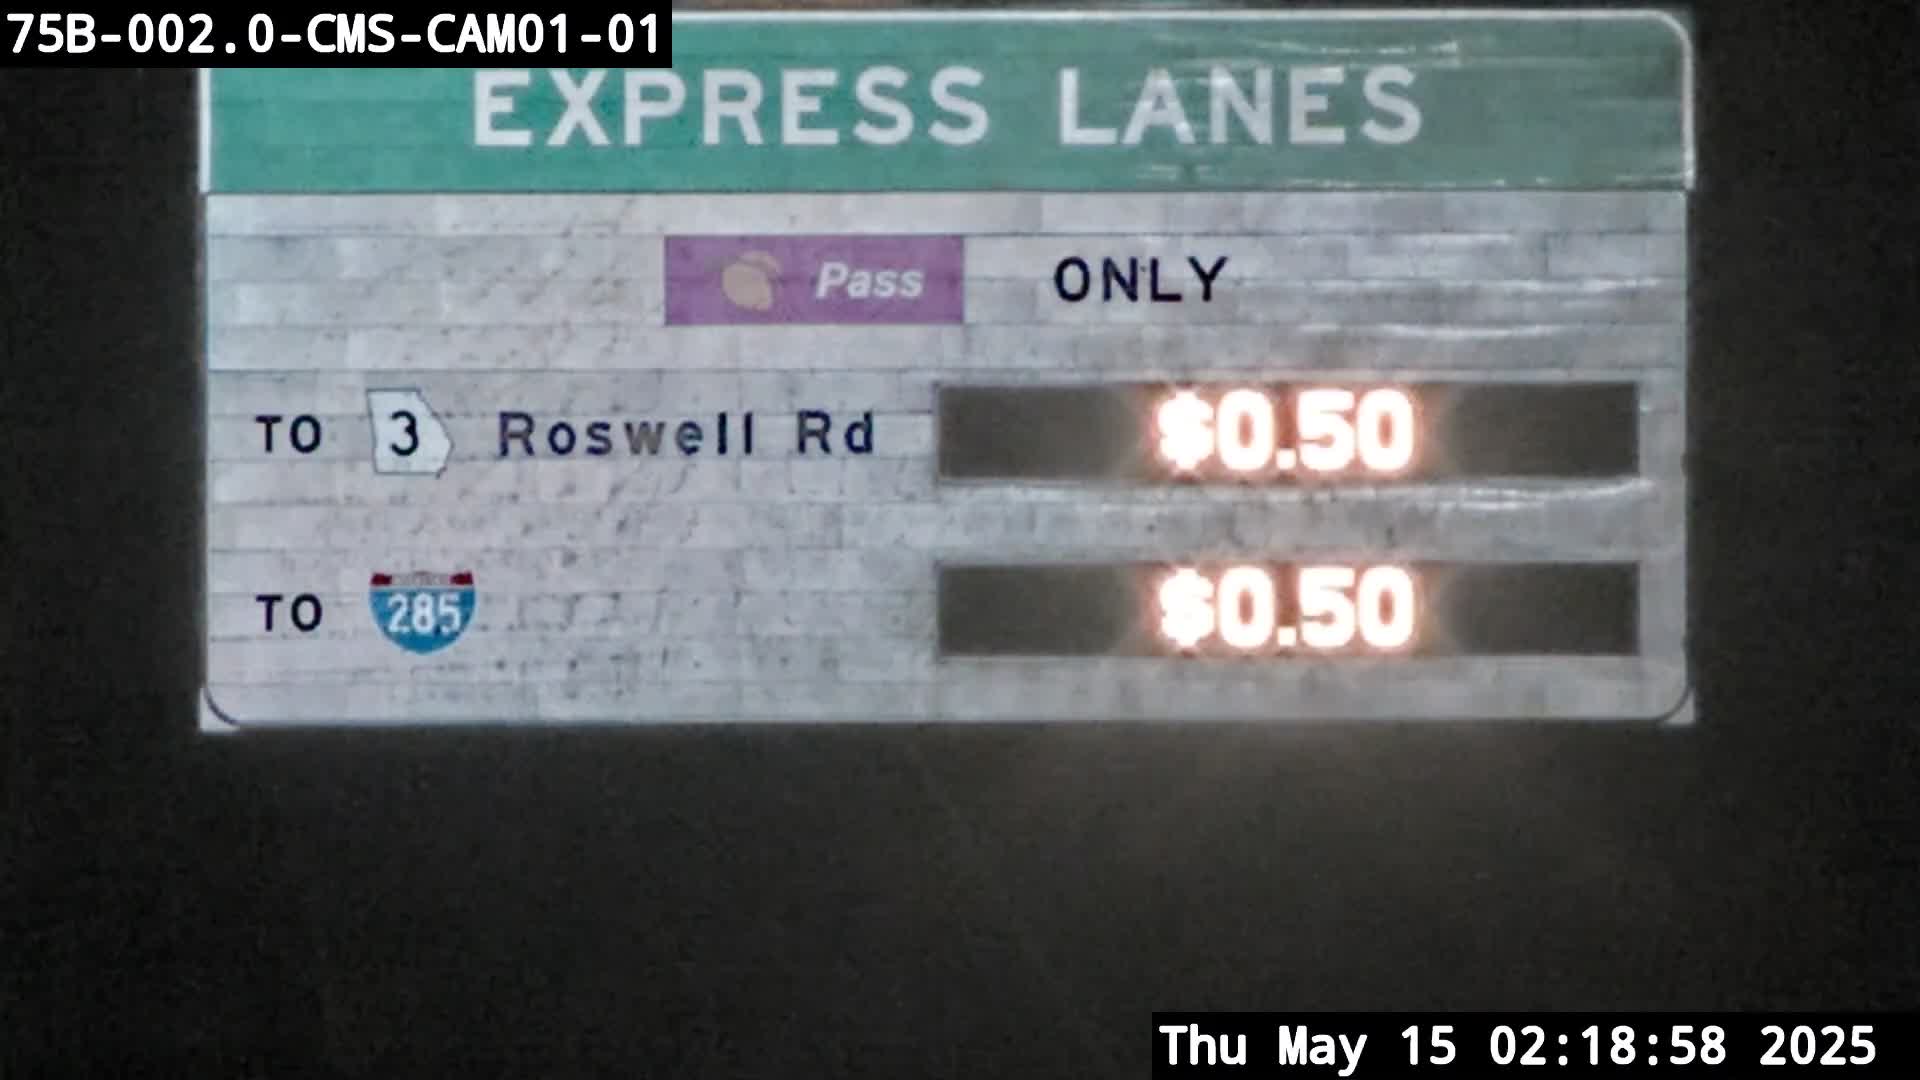 75B-002.0-CMS-CAM01-01
EXPRESS LANES
Pass ONLY
TO 3 Roswell Rd $0.50
TO 285 $0.50
Thu May 15 02:18:58 2025